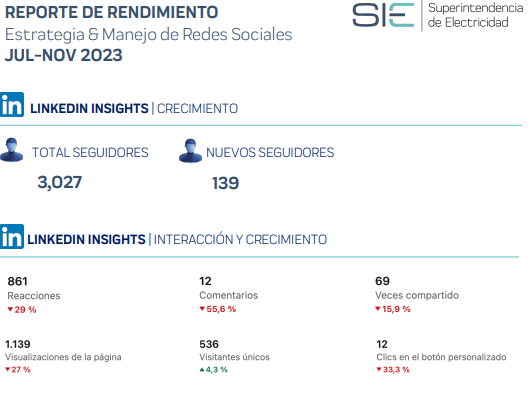 REPORTE DE RENDIMIENTO
Estrategia & Manejo de Redes Sociales
JUL-NOV 2023
SIE
Superintendencia
de Electricidad
in LINKEDIN INSIGHTS | CRECIMIENTO
TOTAL SEGUIDORES
NUEVOS SEGUIDORES
3,027
139
in LINKEDIN INSIGHTS | INTERACCIÓN Y CRECIMIENTO
861
12
69
Reacciones
Comentarios
Veces compartido
▼29 %
▼55,6 %
▼15,9 %
1.139
536
12
Visualizaciones de la página
Visitantes únicos
Clics en el botón personalizado
▼27 %
▲4,3 %
▼33,3 %